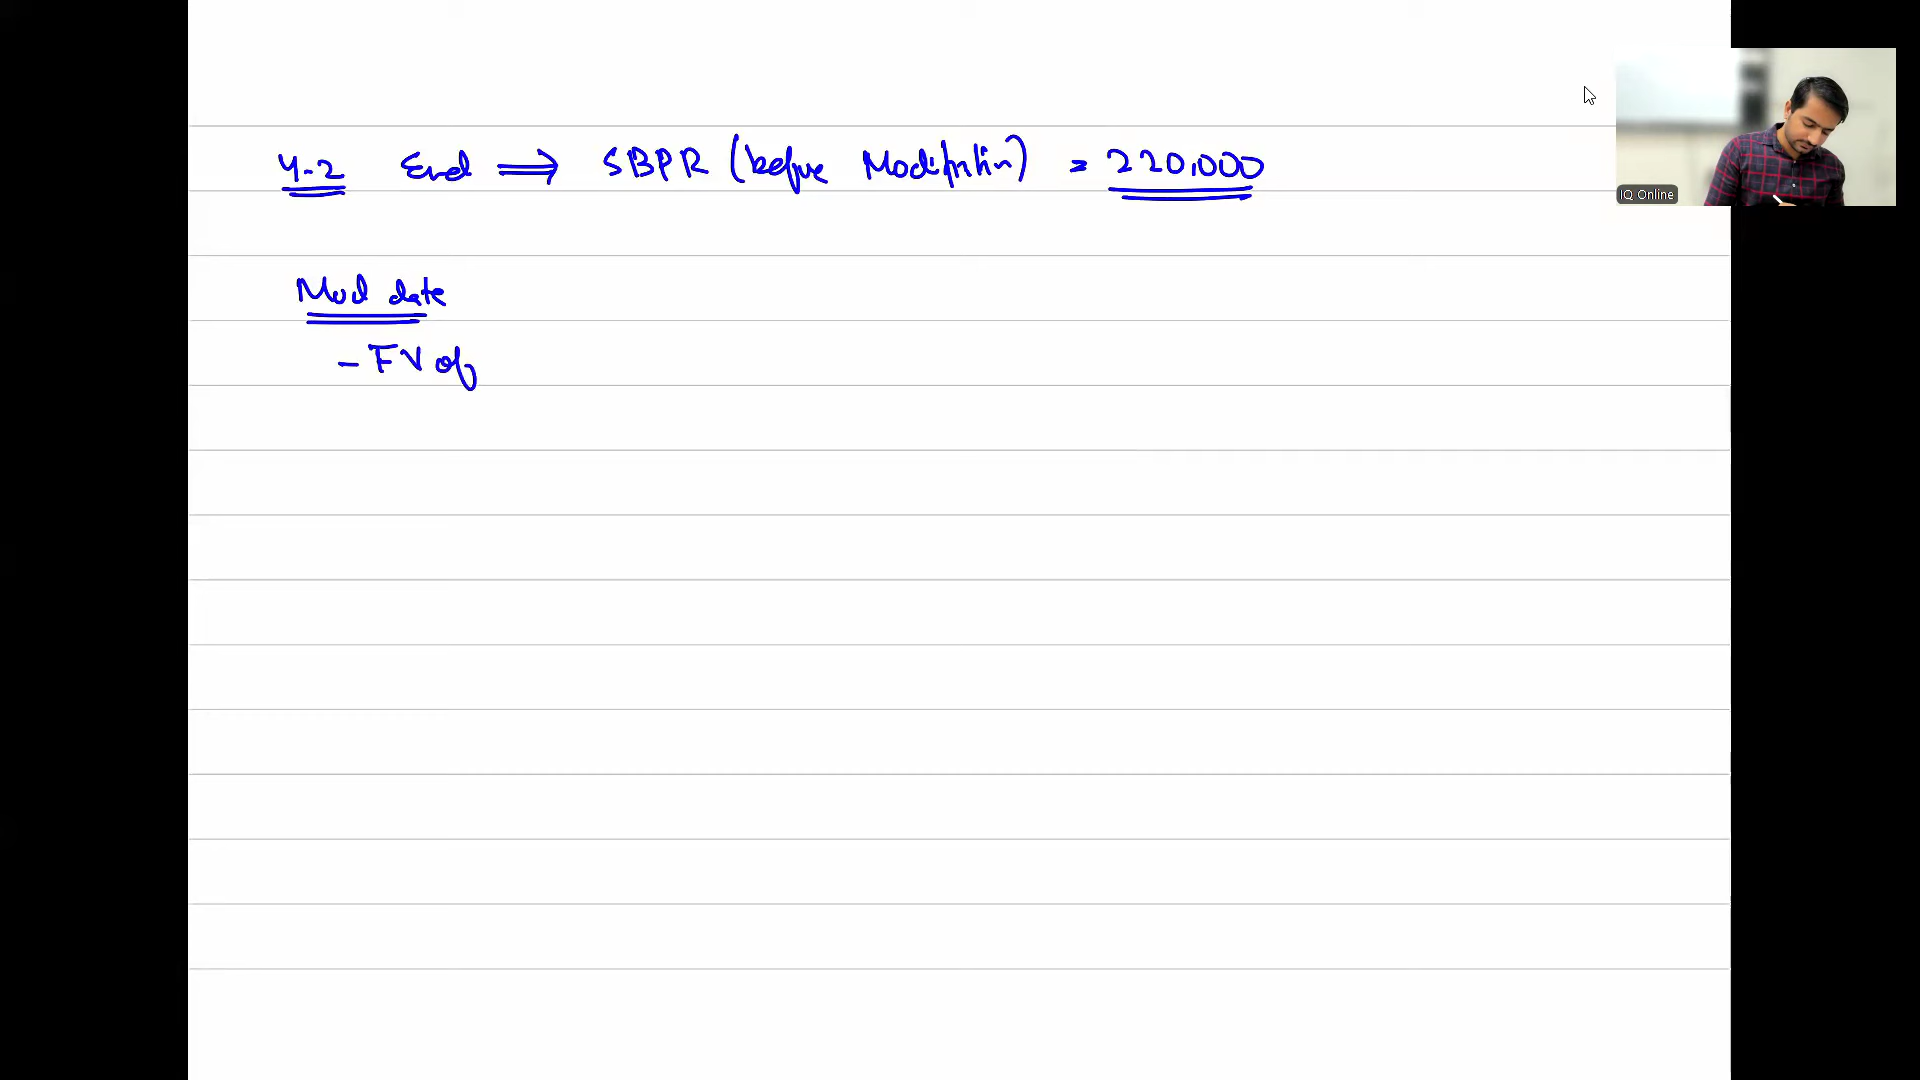 Y-2 End ⇒ SBPR (before Modification) = 220,000
IQ Online
Mod date
- FV of